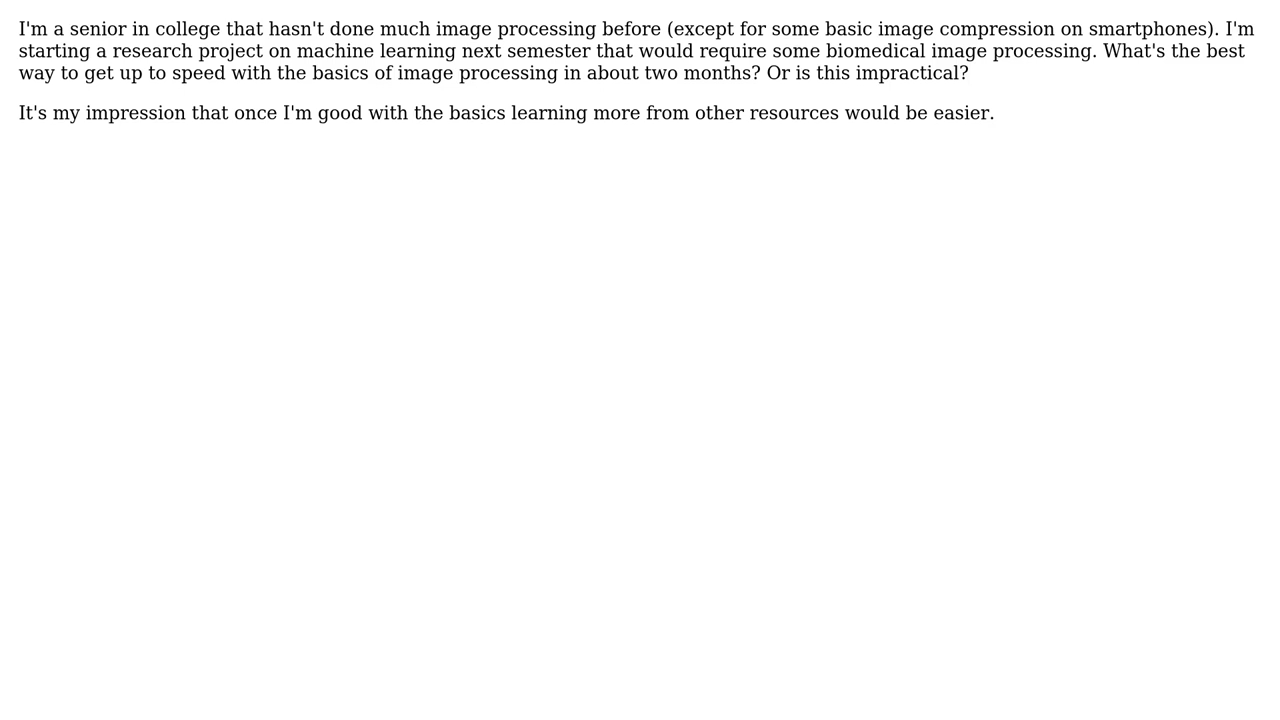 I'm a senior in college that hasn't done much image processing before (except for some basic image compression on smartphones). I'm
starting a research project on machine learning next semester that would require some biomedical image processing. What's the best
way to get up to speed with the basics of image processing in about two months? Or is this impractical?
It's my impression that once I'm good with the basics learning more from other resources would be easier.